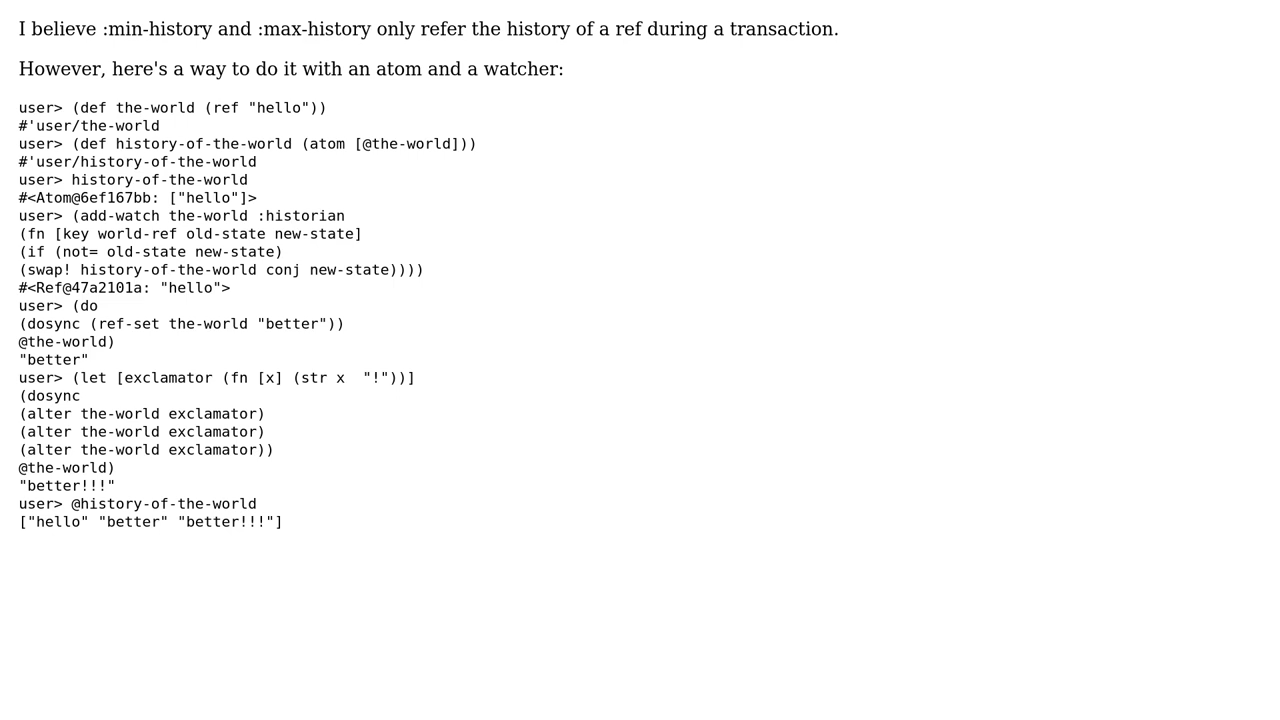 I believe :min-history and :max-history only refer the history of a ref during a transaction.
However, here's a way to do it with an atom and a watcher:
user> (def the-world (ref "hello"))
#'user/the-world
user> (def history-of-the-world (atom [@the-world]))
#'user/history-of-the-world
user> history-of-the-world
#<Atom@6ef167bb: ["hello"]>
user> (add-watch the-world :historian
(fn [key world-ref old-state new-state]
(if (not= old-state new-state)
(swap! history-of-the-world conj new-state))))
#<Ref@47a2101a: "hello">
user> (do
(dosync (ref-set the-world "better"))
@the-world)
"better"
user> (let [exclamator (fn [x] (str x  "!"))]
(dosync
(alter the-world exclamator)
(alter the-world exclamator)
(alter the-world exclamator))
@the-world)
"better!!!"
user> @history-of-the-world
["hello" "better" "better!!!"]